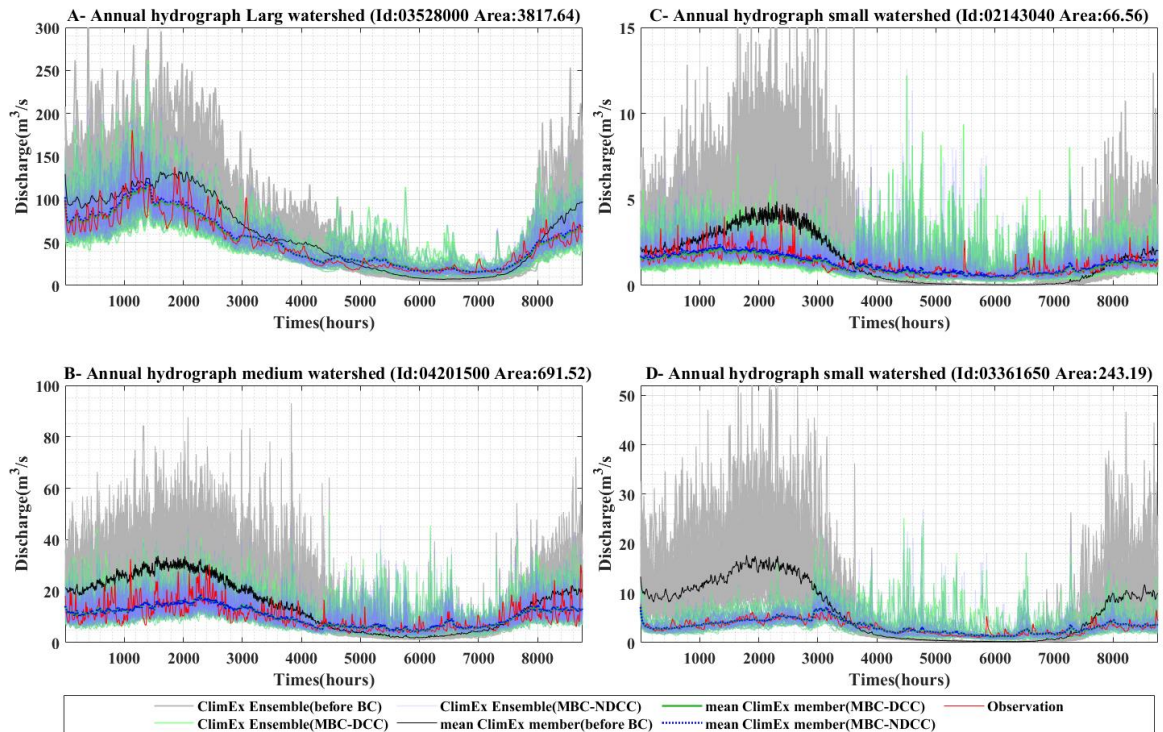 A- Annual hydrograph Larg watershed (Id:03528000 Area:3817.64)
300
250
200
150
100
50
0
Discharge(m³/s
1000 2000 3000 4000 5000 6000 7000 8000
Times(hours)
C- Annual hydrograph small watershed (Id:02143040 Area:66.56)
15
10
5
0
Discharge(m³/s
1000 2000 3000 4000 5000 6000 7000 8000
Times(hours)
B- Annual hydrograph medium watershed (Id:04201500 Area:691.52)
100
80
60
40
20
0
Discharge(m³/s
1000 2000 3000 4000 5000 6000 7000 8000
Times(hours)
D- Annual hydrograph small watershed (Id:03361650 Area:243.19)
50
40
30
20
10
0
Discharge(m³/s
1000 2000 3000 4000 5000 6000 7000 8000
Times(hours)
ClimEx Ensemble(before BC) ClimEx Ensemble(MBC-NDCC) mean ClimEx member(MBC-DCC) Observation
ClimEx Ensemble(MBC-DCC) mean ClimEx member(before BC) mean ClimEx member(MBC-NDCC)